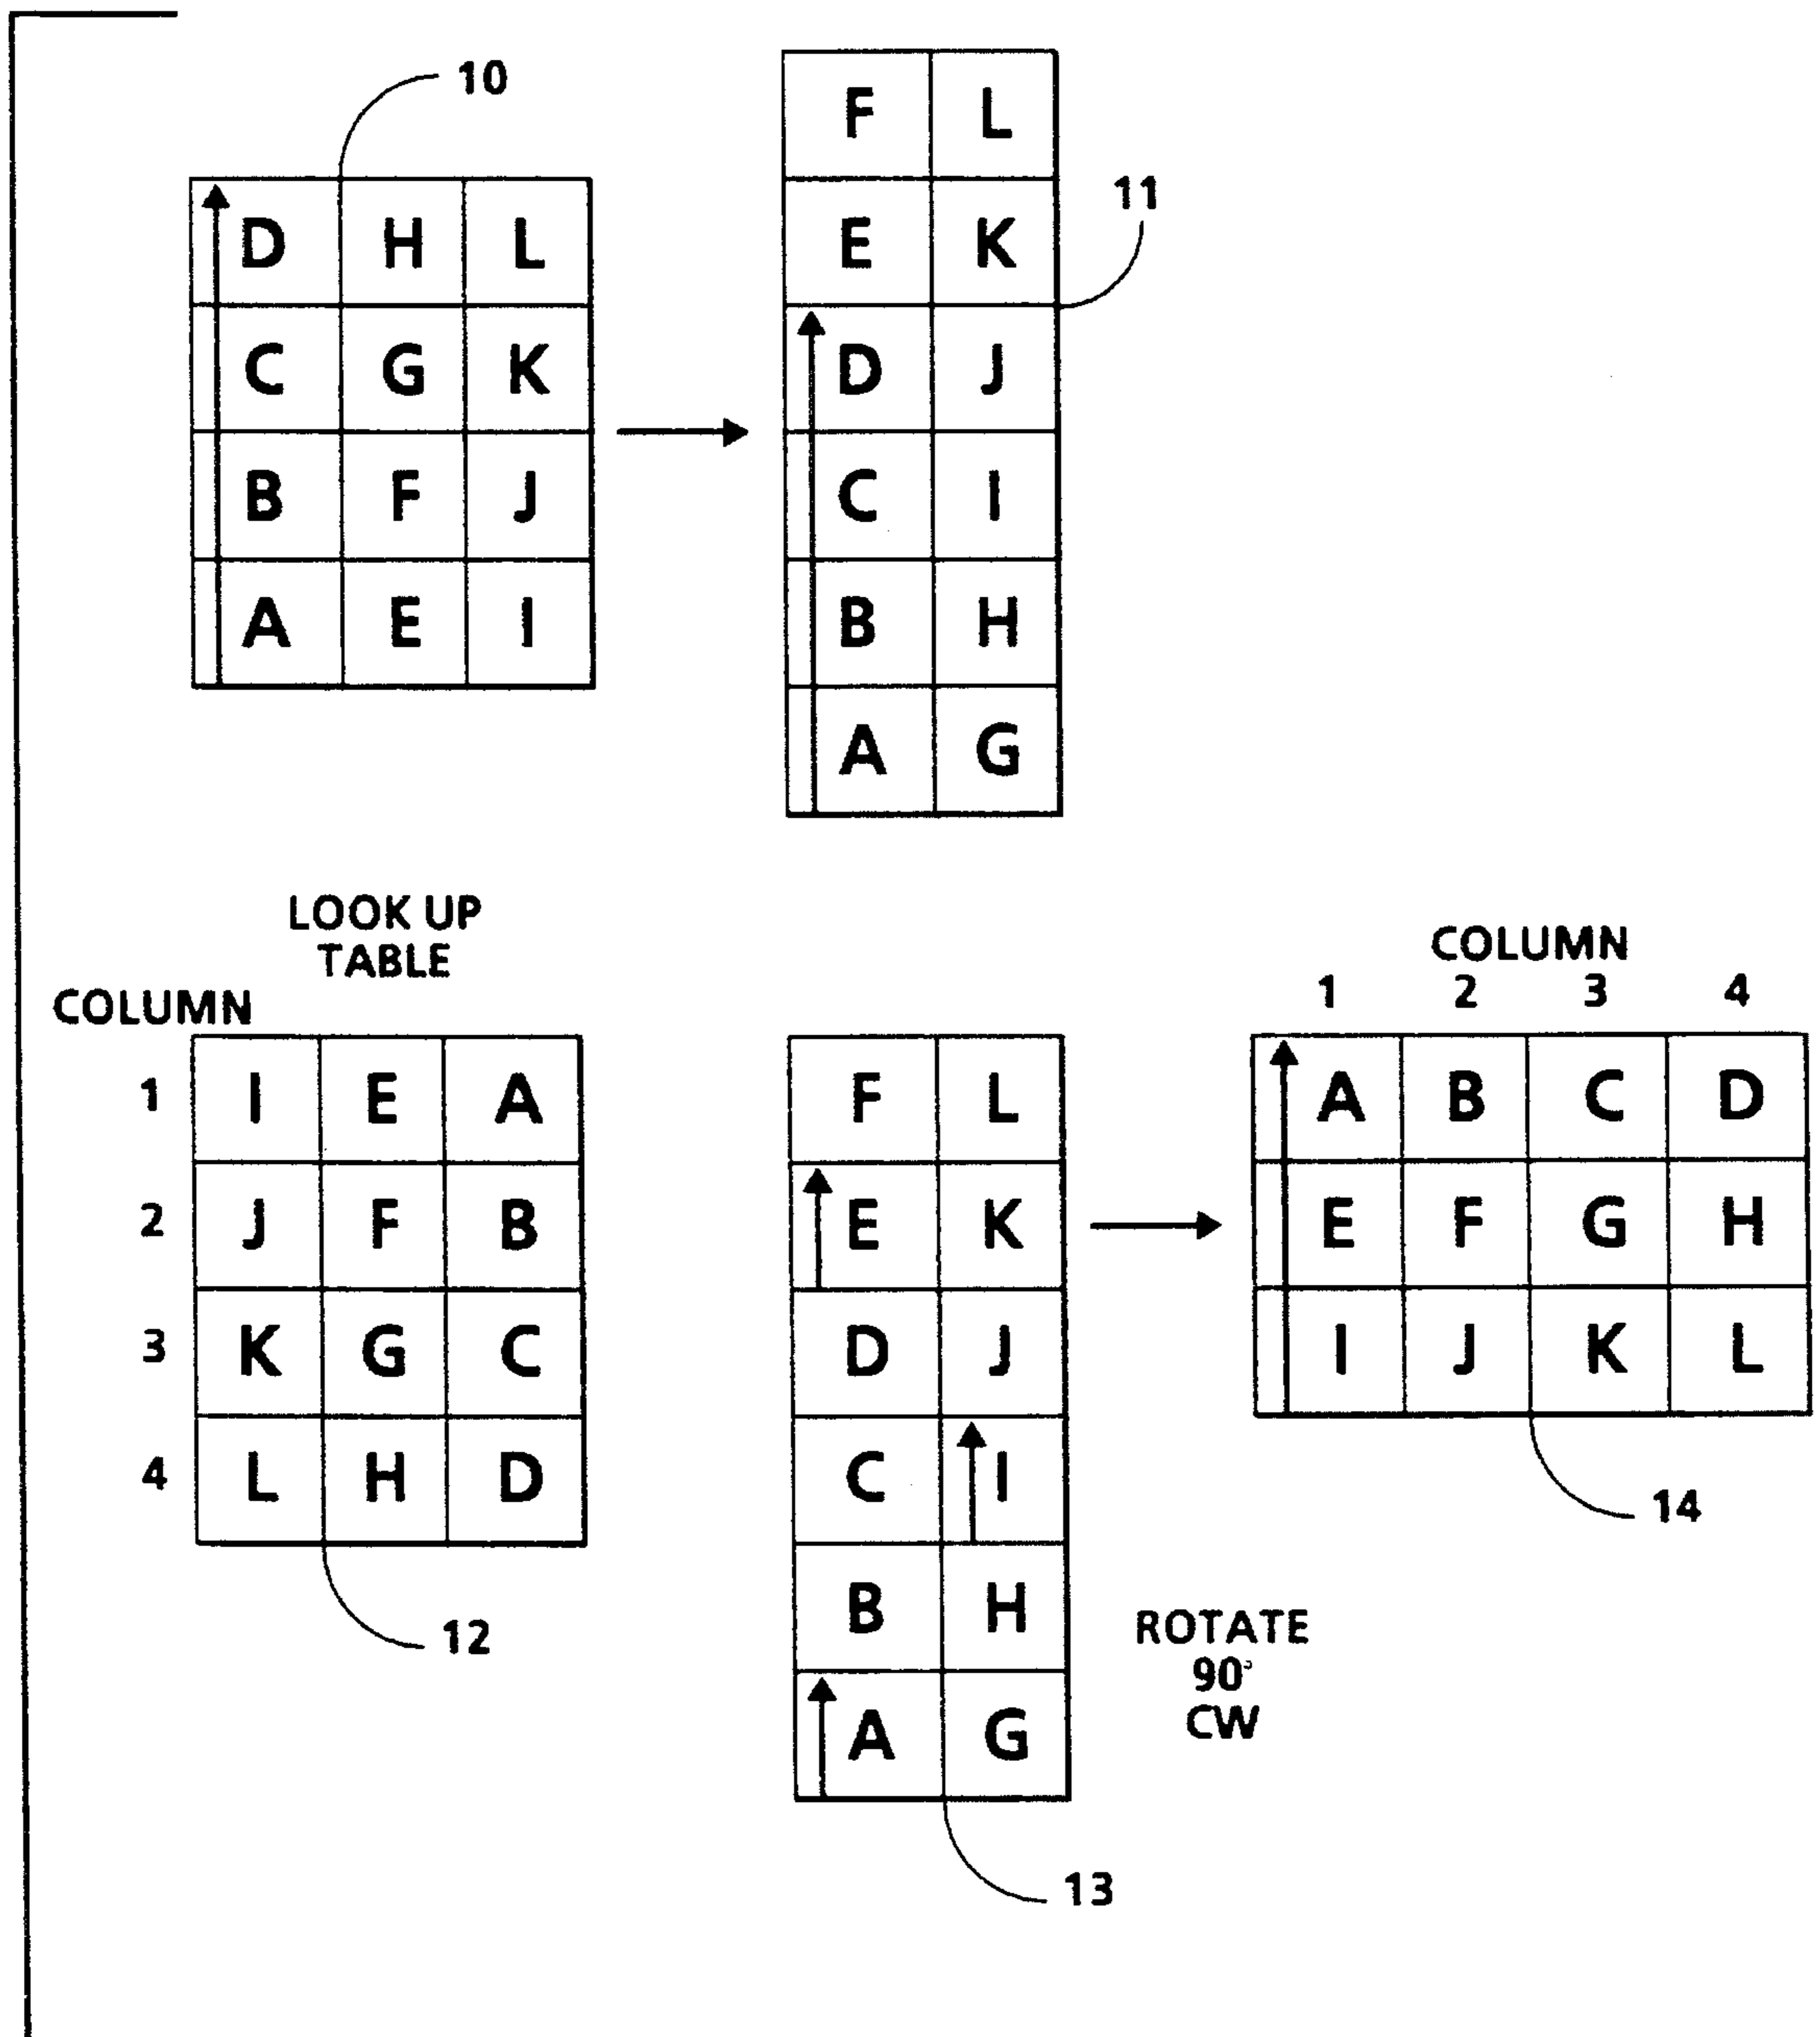 10
D H L
C G K
B F J
A E I
F L
E K
D J
C I
B H
A G
11
LOOK UP
TABLE
COLUMN
1 I E A
2 J F B
3 K G C
4 L H D
12
F L
E K
D J
C I
B H
A G
13
ROTATE
90°
CW
COLUMN
1 2 3 4
A B C D
E F G H
I J K L
14